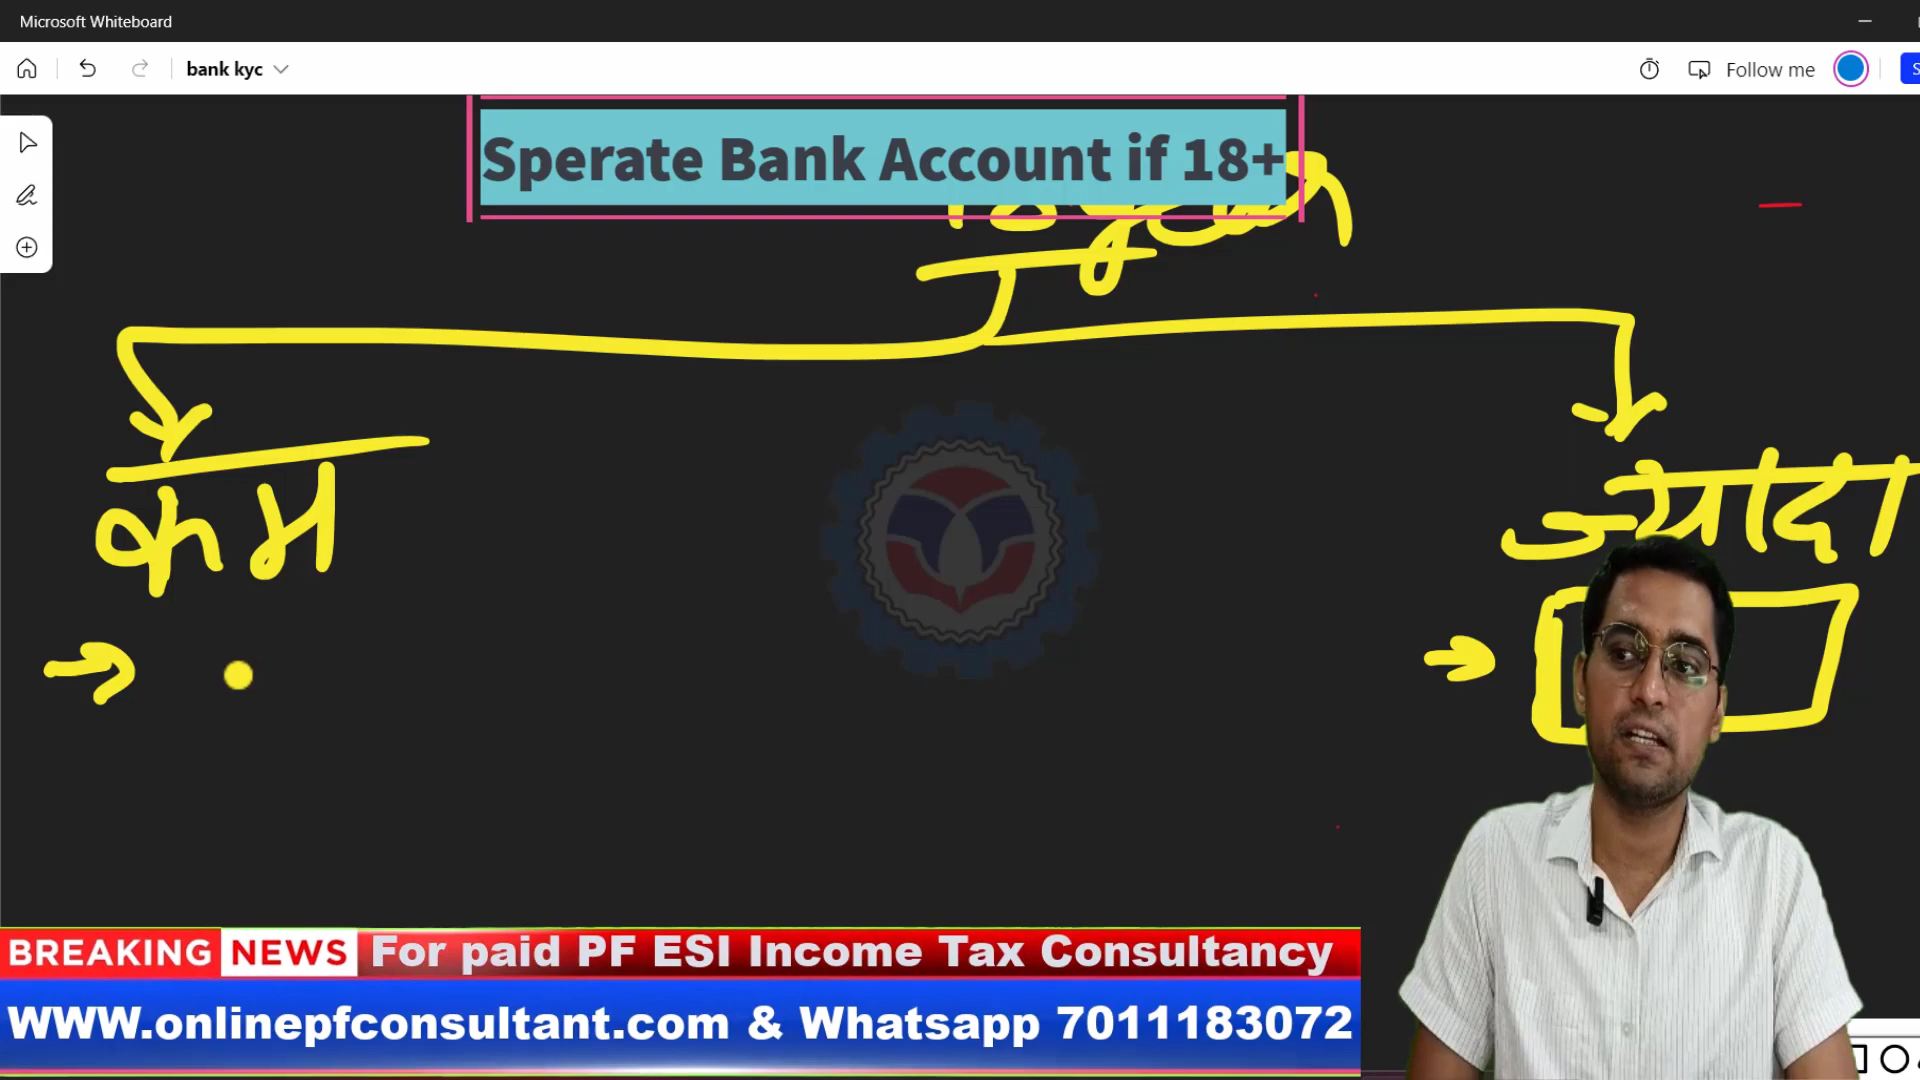 Microsoft Whiteboard
bank kyc
Follow me
Sperate Bank Account if 18+
कम
ज्यादा
BREAKING NEWS For paid PF ESI Income Tax Consultancy
WWW.onlinepfconsultant.com & Whatsapp 7011183072